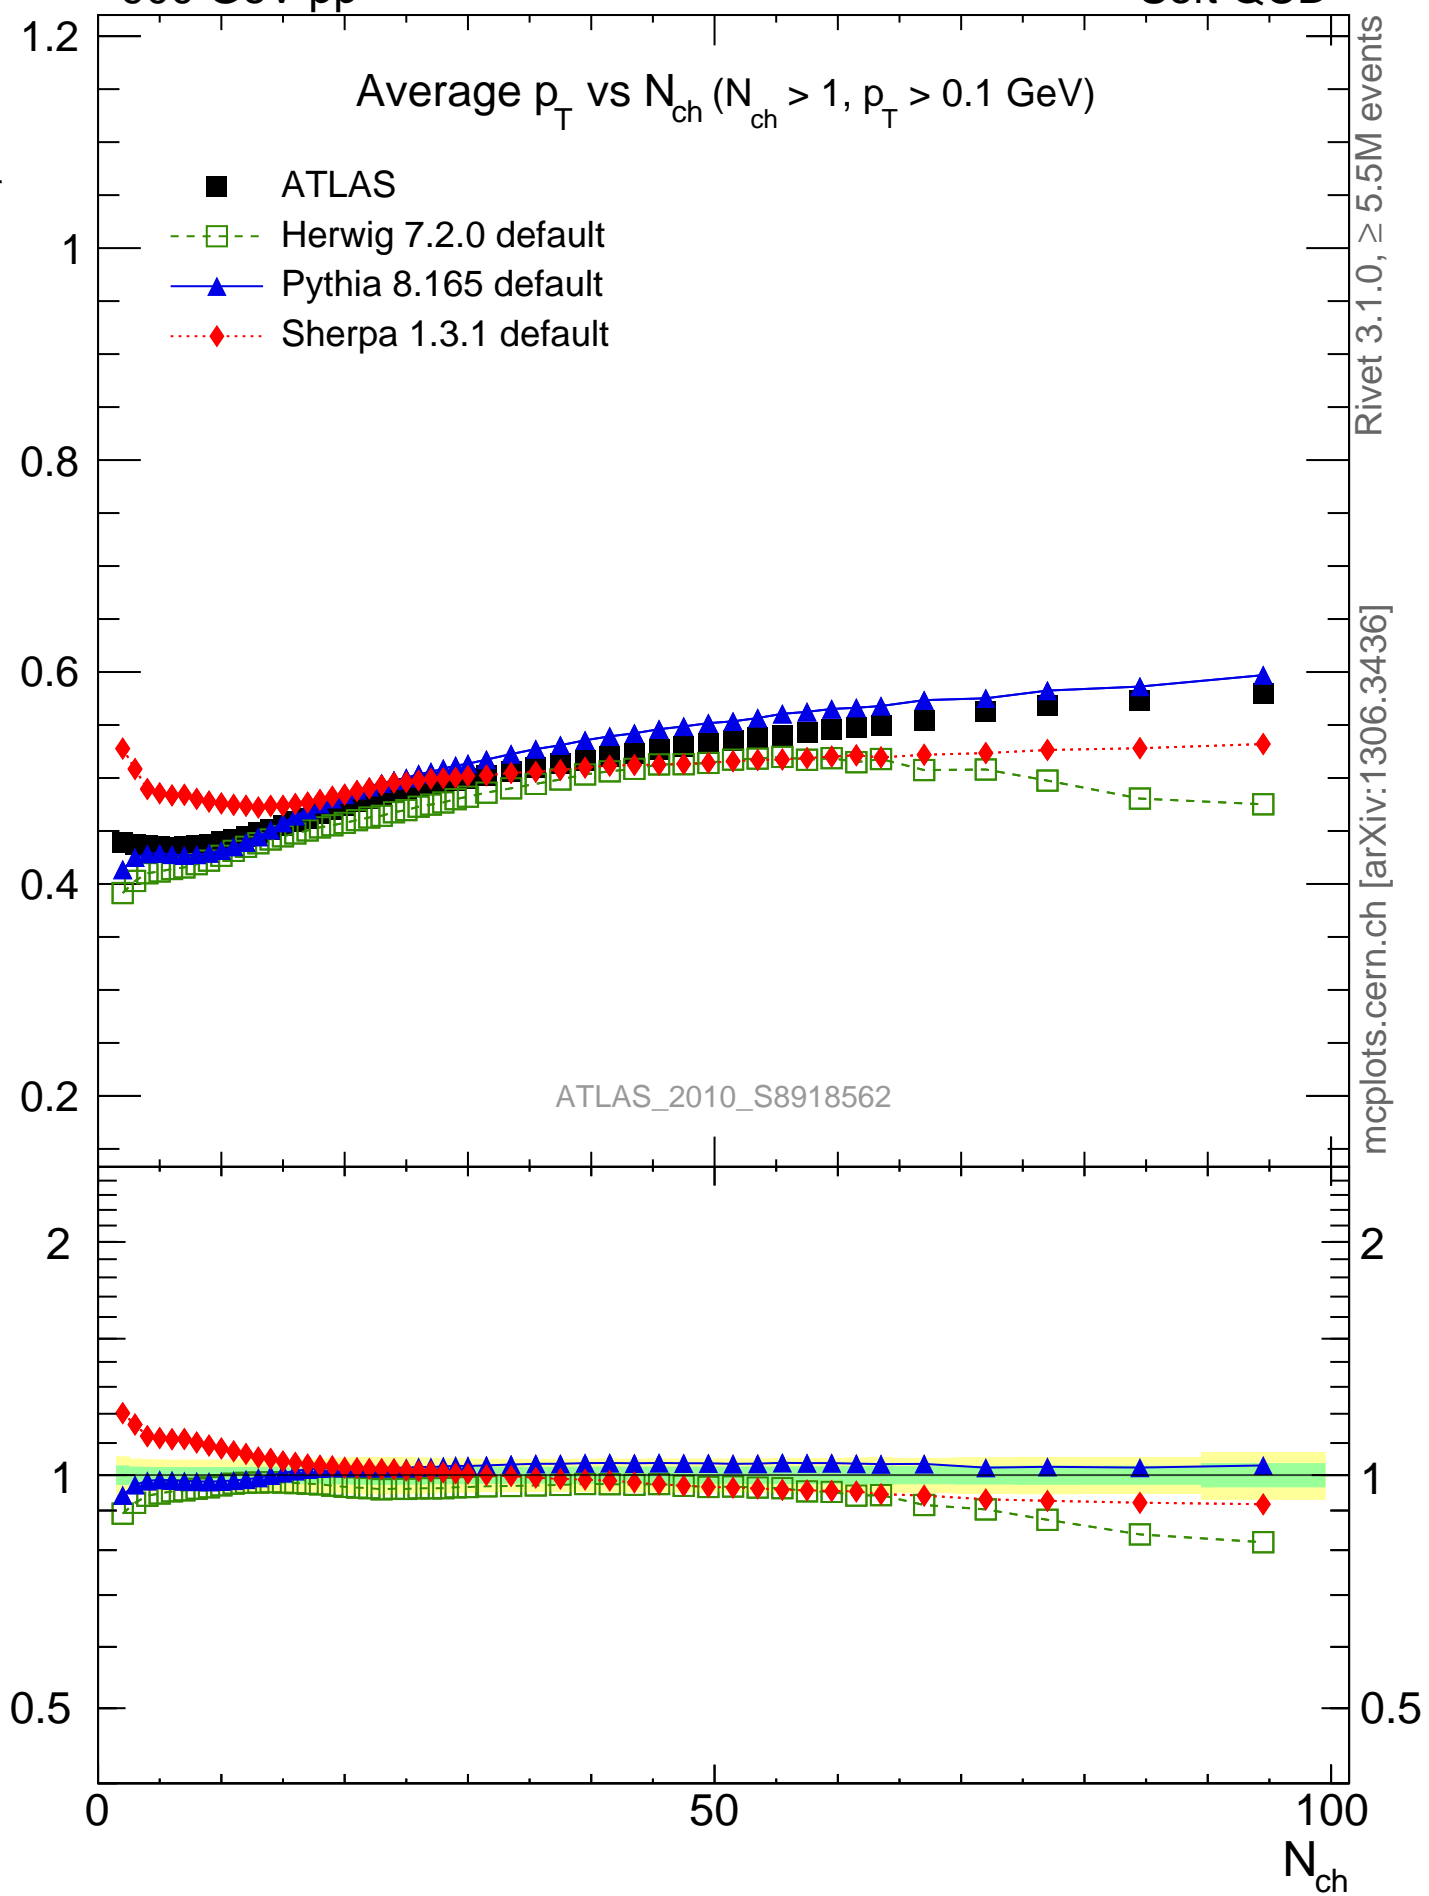 Average p_T vs N_ch (N_ch > 1, p_T > 0.1 GeV)
ATLAS
Herwig 7.2.0 default
Pythia 8.165 default
Sherpa 1.3.1 default
1.2
1
0.8
0.6
0.4
0.2
ATLAS_2010_S8918562
Rivet 3.1.0, ≥ 5.5M events
mcplots.cern.ch [arXiv:1306.3436]
2
2
1
1
0.5
0.5
0
50
100
N_ch